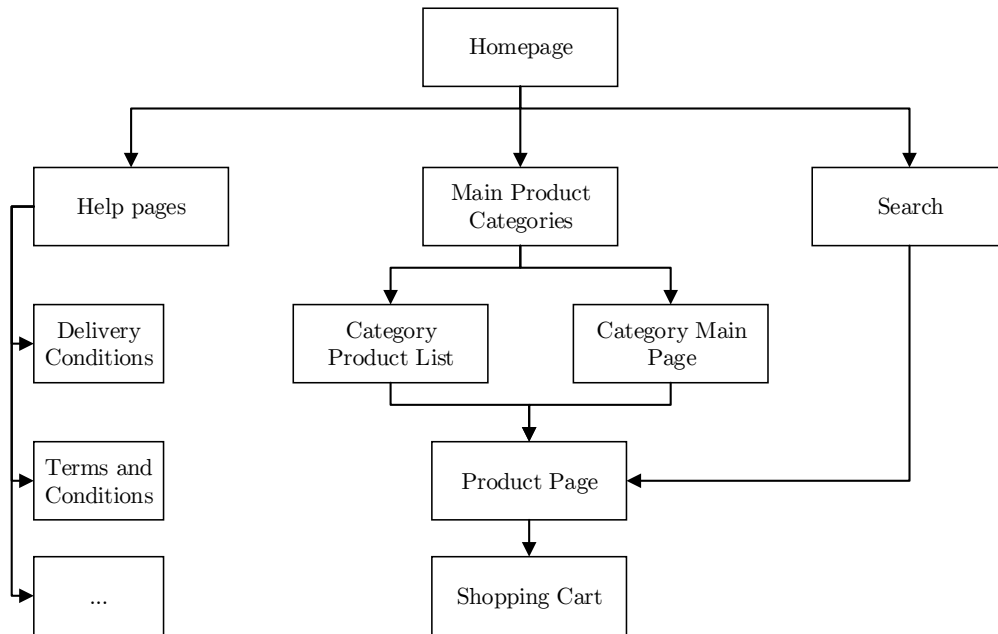 Homepage
Help pages
Main Product
Categories
Search
Delivery
Conditions
Category
Product List
Category Main
Page
Terms and
Conditions
Product Page
...
Shopping Cart